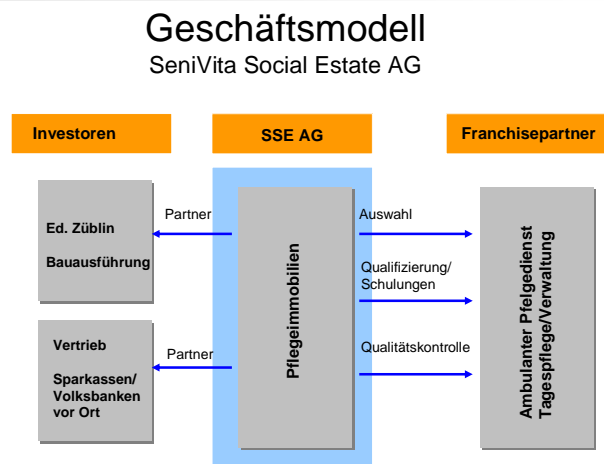 Geschäftsmodell
SeniVita Social Estate AG
Investoren
SSE AG
Franchisepartner
Ed. Züblin
Bauausführung
Partner
Vertrieb
Sparkassen/
Volksbanken
vor Ort
Partner
Pflegeimmobilien
Auswahl
Qualifizierung/
Schulungen
Qualitätskontrolle
Ambulanter Pfelgedienst
Tagespflege/Verwaltung